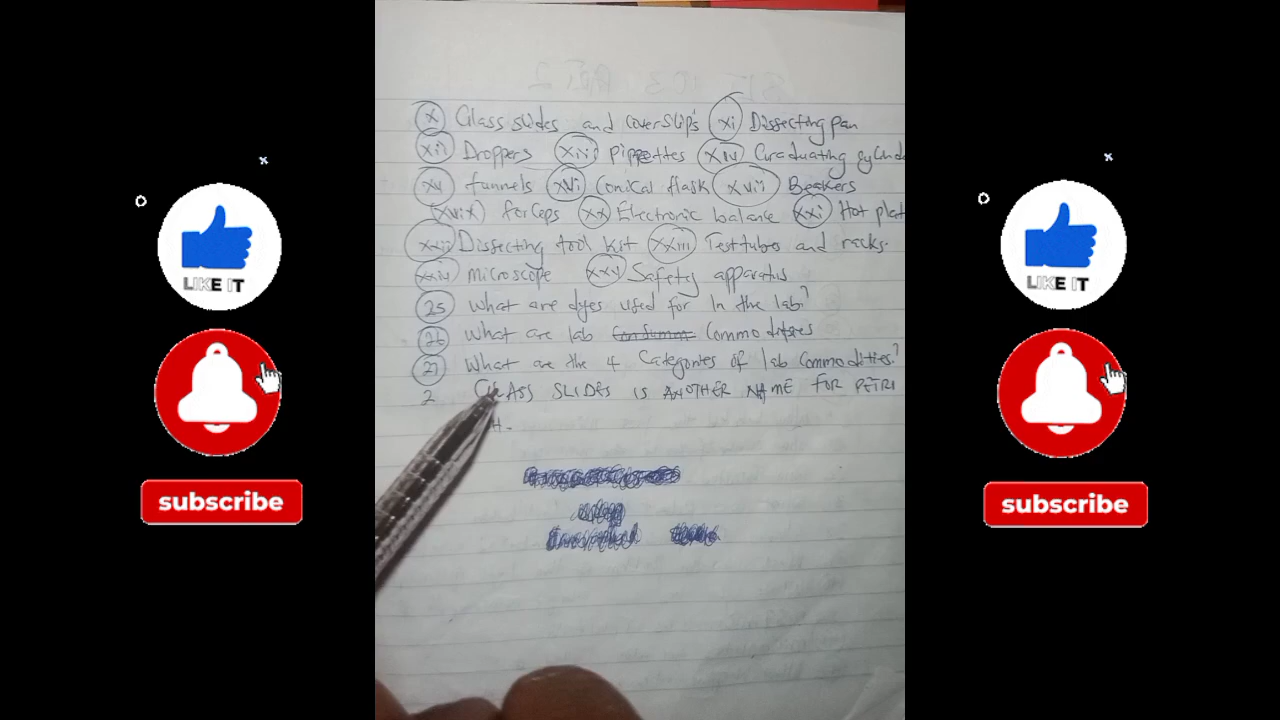 x Glass slides and coverslips xi Dissecting pan
xii Droppers xiii pippettes xiv Graduating cylinde
xv funnels xvi Conical flask xvii Beakers
xvix forceps xx Electronic balance xxi Hot plat
xxii Dissecting tool kit xxiii Testtubes and racks
xxiv microscope xxv Safety apparatus
25 What are dyes used for In the lab?
26 What are lab Commodities
27 What are the 4 Categories of lab Commodities?
2 GLASS SLIDES IS ANOTHER NAME FOR PETRI
H.
LIKE IT
subscribe
LIKE IT
subscribe